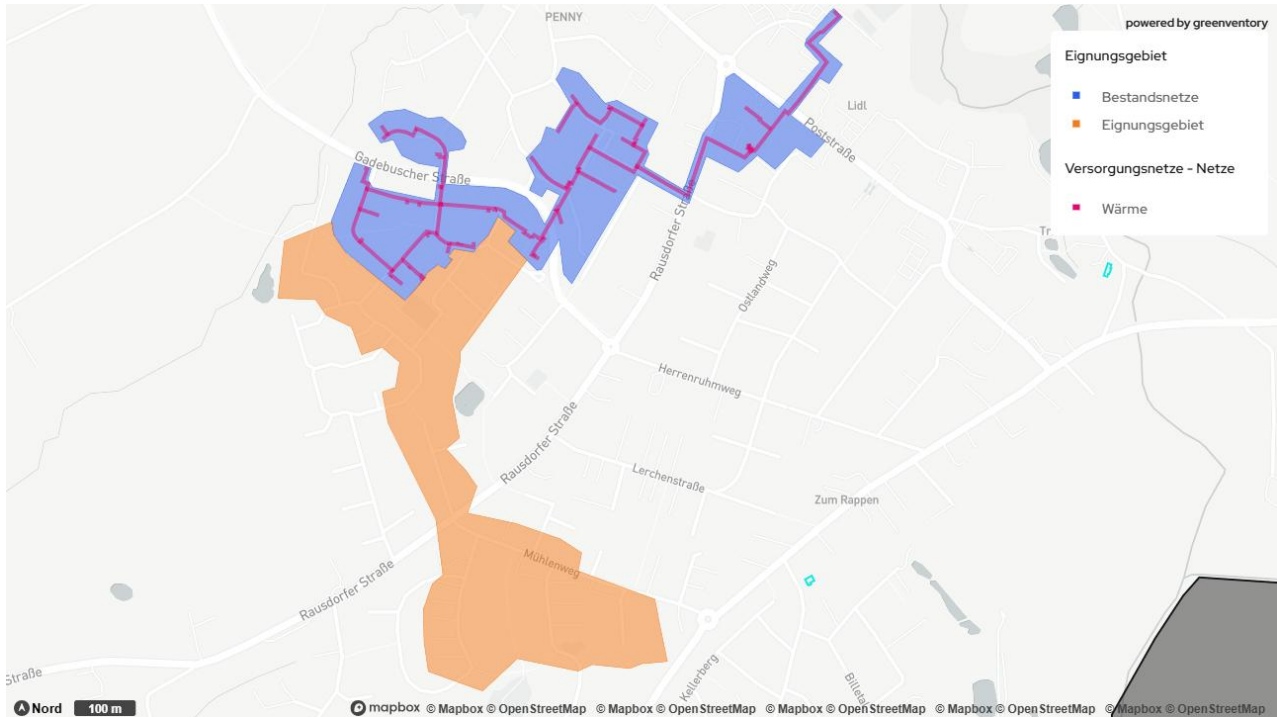 PENNY
powered by greenventory
Eignungsgebiet
Bestandsnetze
Eignungsgebiet
Versorgungsnetze - Netze
Wärme
Lidl
Poststraße
Gadebuscher Straße
Rausdorfer Straße
Tr
Ostlandweg
Herrenruhmweg
Rausdorfer Straße
Lerchenstraße
Zum Rappen
Mühlenweg
Rausdorfer Straße
Straße
Kellerberg
Billetal
Nord
100 m
mapbox © Mapbox © OpenStreetMap © Mapbox © OpenStreetMap © Mapbox © OpenStreetMap © Mapbox © OpenStreetMap © Mapbox © OpenStreetMap